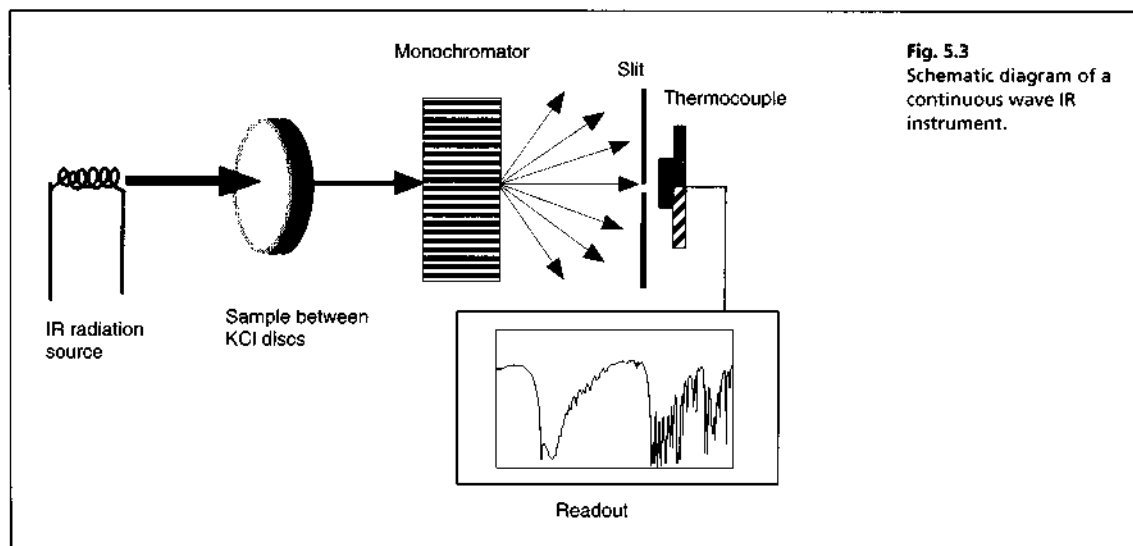 Monochromator
Slit
Thermocouple
IR radiation
source
Sample between
KCl discs
Readout
Fig. 5.3
Schematic diagram of a
continuous wave IR
instrument.